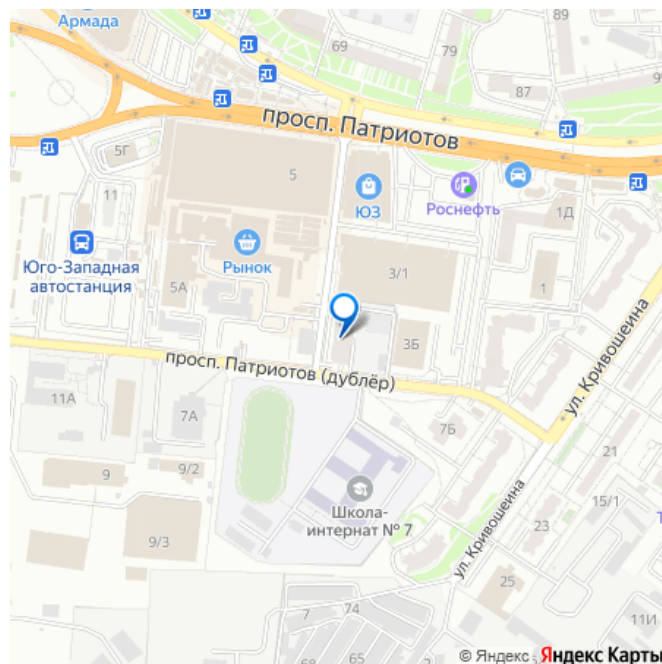 Армада
69
79
87
9
просп. Патриотов
5Г
5
ЮЗ
Роснефть
1Д
11
Юго-Западная
автостанция
Рынок
5А
3/1
1
3Б
просп. Патриотов (дублёр)
ул. Кривошеина
11А
7А
7Б
21
9
9/2
Школа-
интернат № 7
15/1
9/3
23
Т
ул. Кривошеина
25
7
74
11И
68
65
© Яндекс
Яндекс Карты